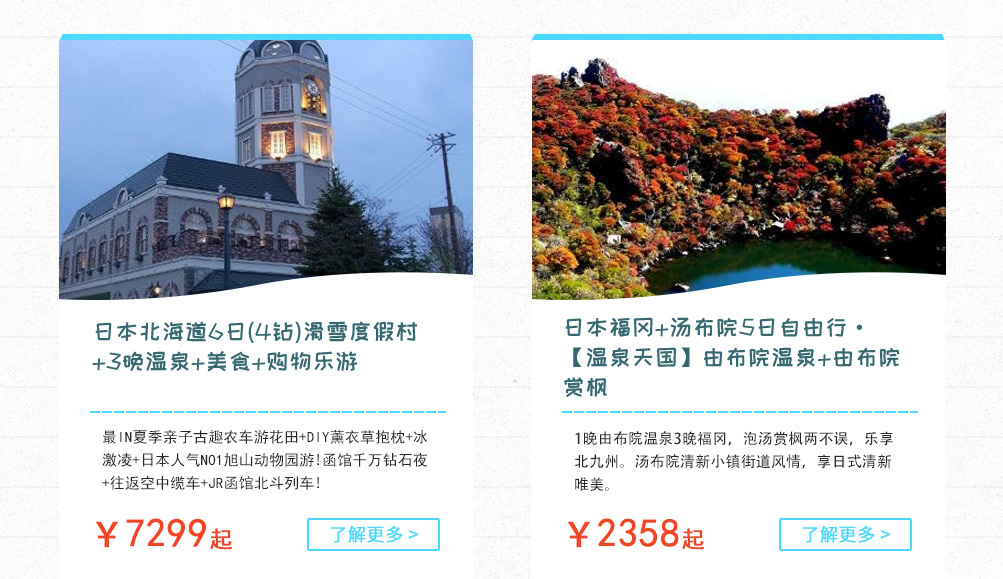 日本北海道6日(4钻)滑雪度假村
+3晚温泉+美食+购物乐游
最IN夏季亲子古趣农车游花田+DIY薰衣草抱枕+冰
激凌+日本人气NO1旭山动物园游!函馆千万钻石夜
+往返空中缆车+JR函馆北斗列车!
￥7299起
了解更多 >
日本福冈+汤布院5日自由行·
【温泉天国】由布院温泉+由布院
赏枫
1晚由布院温泉3晚福冈，泡汤赏枫两不误，乐享
北九州。汤布院清新小镇街道风情，享日式清新
唯美。
￥2358起
了解更多 >